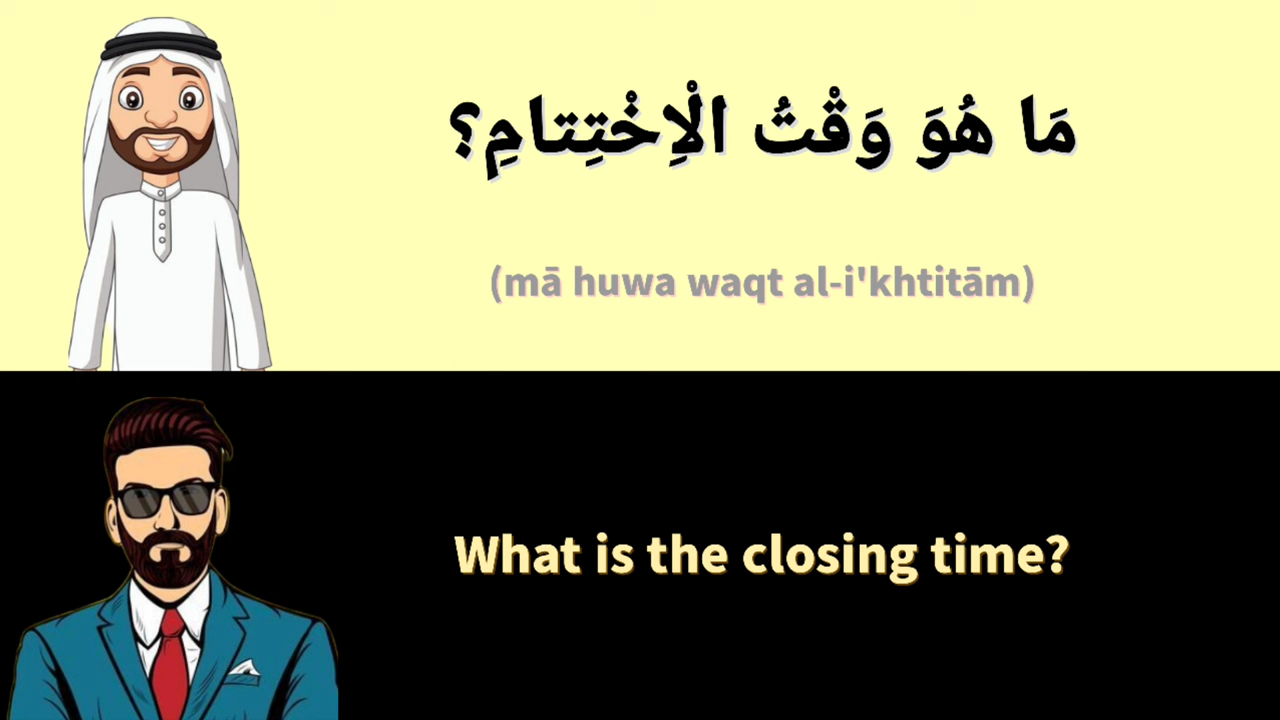 مَا هُوَ وَقْتُ الْاِخْتِتامِ؟
(mā huwa waqt al-i'khtitām)
What is the closing time?